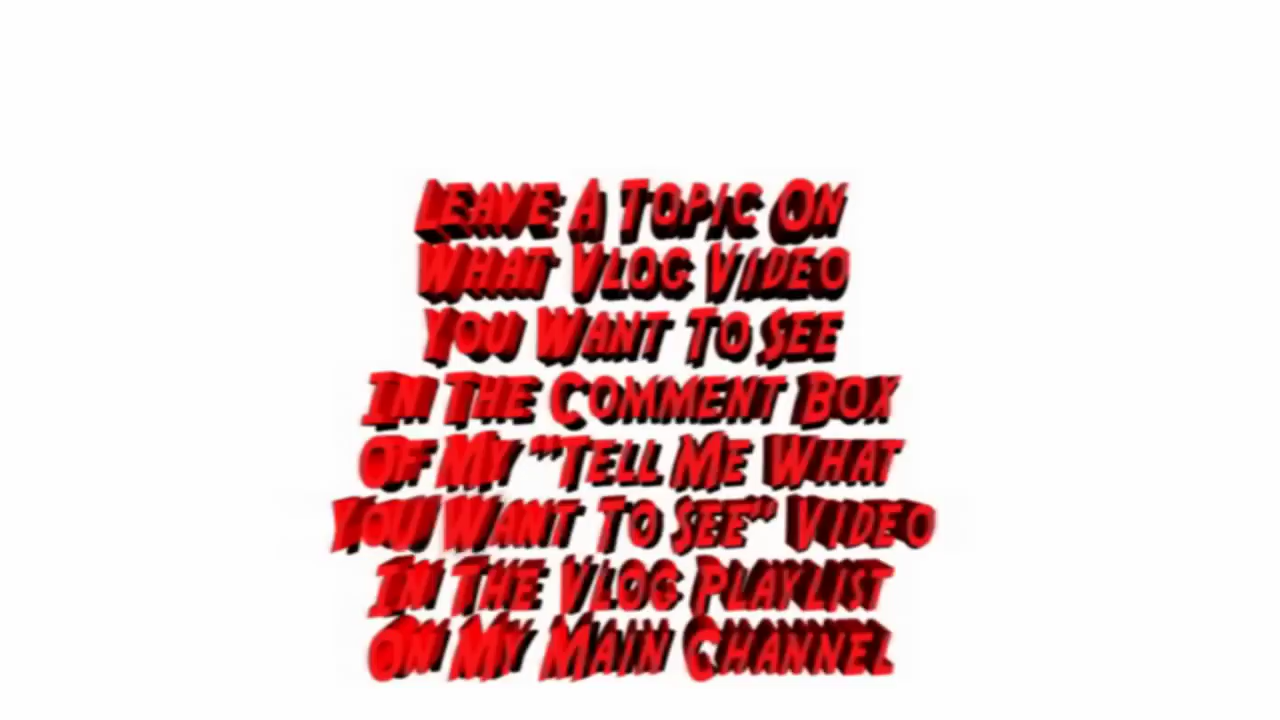 Leave A Topic On
What Vlog Video
You Want To See
In The Comment Box
Of My "Tell Me What
You Want To See" Video
In The Vlog Playlist
On My Main Channel